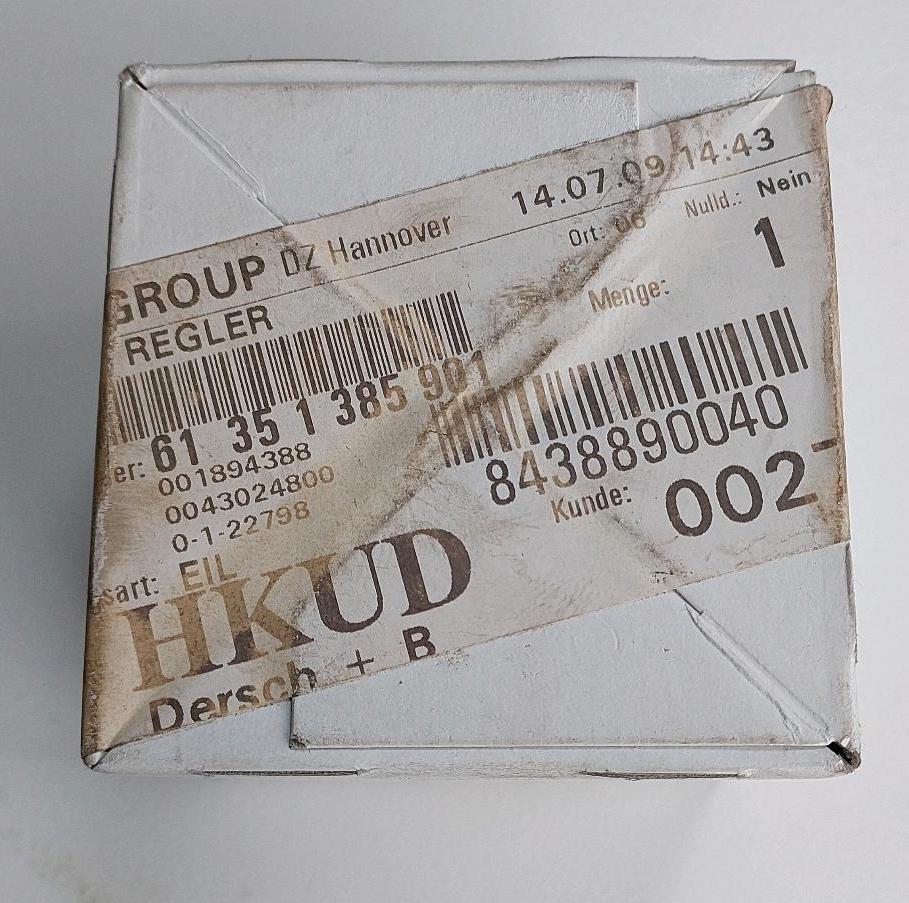 GROUP DZ Hannover 14.07.09 14:43
REGLER Ort: 06 Nulld.: Nein
Menge: 1
er: 61 35 1 385 901
001894388
0043024800
0-1-22798
8438890040
sart: EIL Kunde: 002-
HKUD
Dersch + B